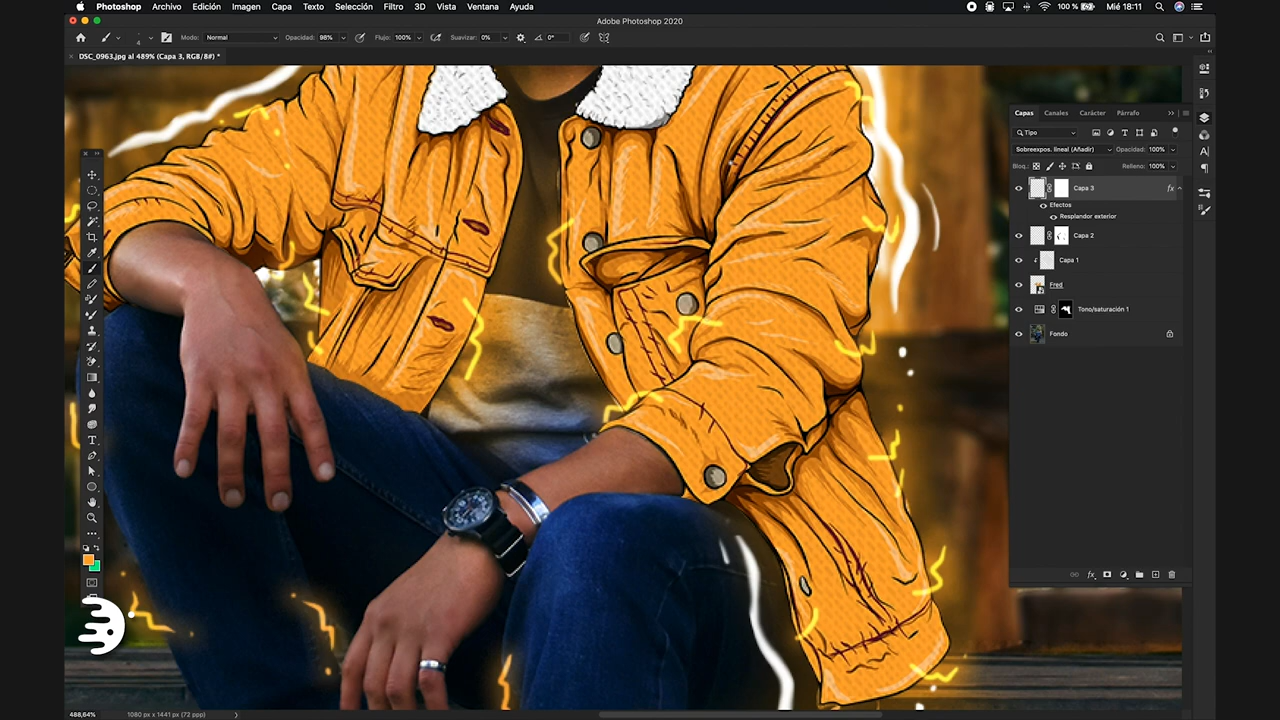 Photoshop Archivo Edición Imagen Capa Texto Selección Filtro 3D Vista Ventana Ayuda 100 % Mié 18:11
Adobe Photoshop 2020
4 Modo: Normal Opacidad: 98% Flujo: 100% Suavizar: 0% 0°
DSC_0963.jpg al 489% (Capa 3, RGB/8#) *
Capas Canales Carácter Párrafo
Tipo
Sobreexpos. lineal (Añadir) Opacidad: 100%
Bloq.: Relleno: 100%
Capa 3 fx
Efectos
Resplandor exterior
Capa 2
Capa 1
Fred
Tono/saturación 1
Fondo
fx
488,64% 1080 px x 1441 px (72 ppp)